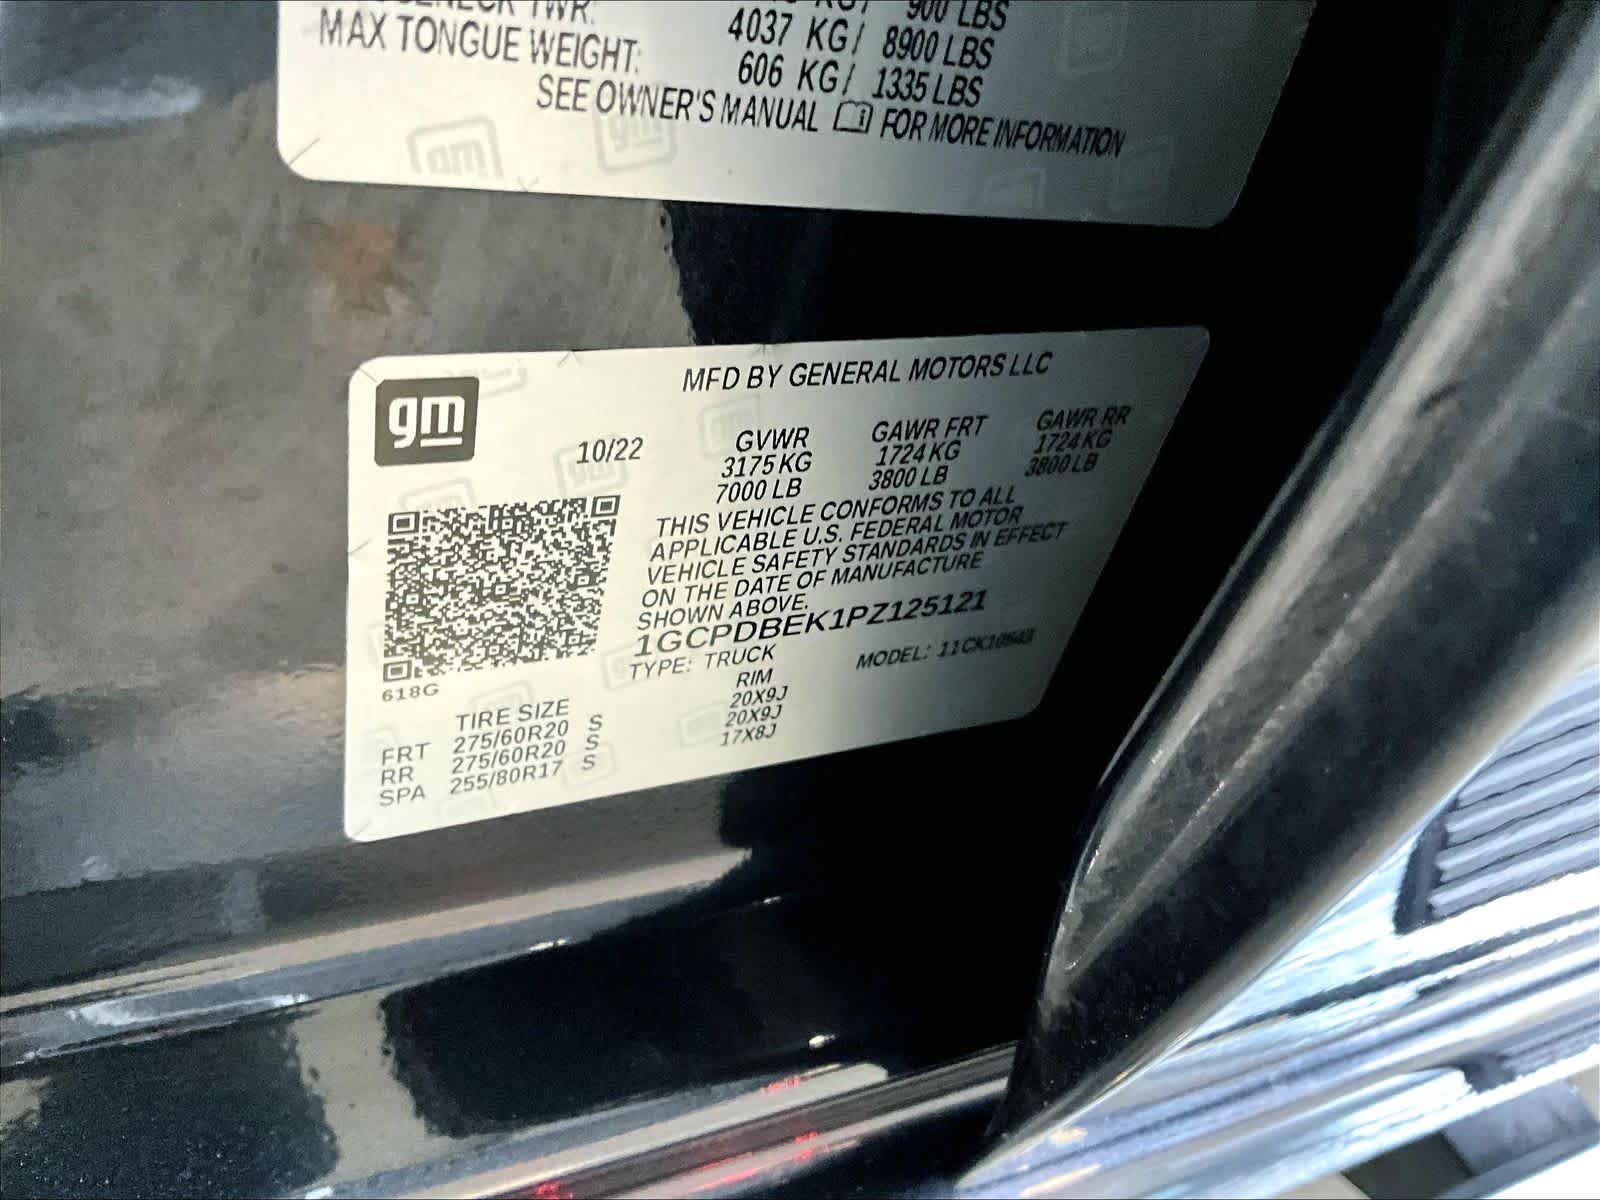 TWR:
900 LBS
4037 KG/ 8900 LBS
MAX TONGUE WEIGHT: 606 KG/ 1335 LBS
SEE OWNER'S MANUAL FOR MORE INFORMATION
gm
MFD BY GENERAL MOTORS LLC
10/22
GVWR GAWR FRT GAWR RR
3175 KG 1724 KG 1724 KG
7000 LB 3800 LB 3800 LB
THIS VEHICLE CONFORMS TO ALL
APPLICABLE U.S. FEDERAL MOTOR
VEHICLE SAFETY STANDARDS IN EFFECT
ON THE DATE OF MANUFACTURE
SHOWN ABOVE.
1GCPDBEK1PZ125121
TYPE: TRUCK MODEL:
618G
TIRE SIZE RIM
FRT 275/60R20 S 20X9J
RR 275/60R20 S 20X9J
SPA 255/80R17 S 17X8J